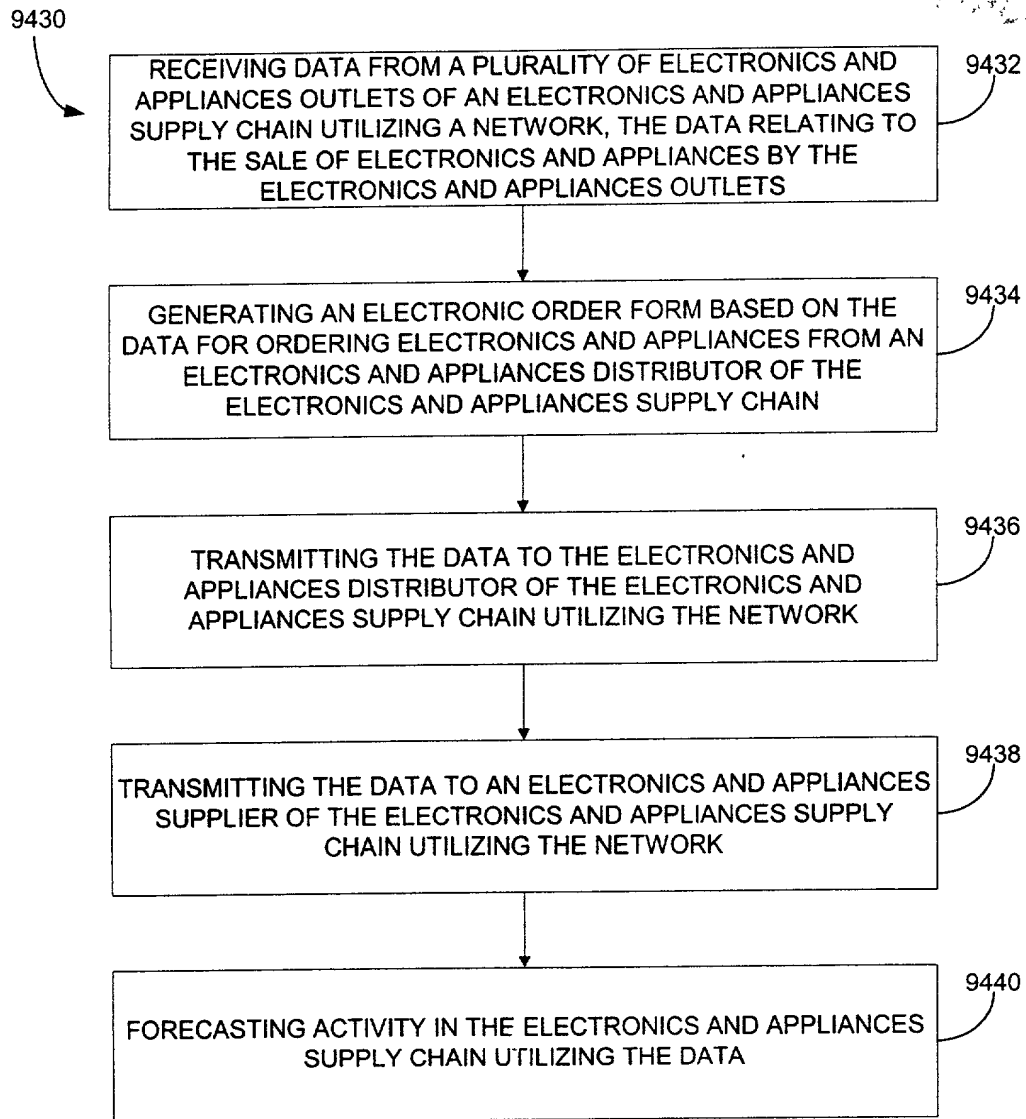 9430
RECEIVING DATA FROM A PLURALITY OF ELECTRONICS AND
APPLIANCES OUTLETS OF AN ELECTRONICS AND APPLIANCES
SUPPLY CHAIN UTILIZING A NETWORK, THE DATA RELATING TO
THE SALE OF ELECTRONICS AND APPLIANCES BY THE
ELECTRONICS AND APPLIANCES OUTLETS
9432
GENERATING AN ELECTRONIC ORDER FORM BASED ON THE
DATA FOR ORDERING ELECTRONICS AND APPLIANCES FROM AN
ELECTRONICS AND APPLIANCES DISTRIBUTOR OF THE
ELECTRONICS AND APPLIANCES SUPPLY CHAIN
9434
TRANSMITTING THE DATA TO THE ELECTRONICS AND
APPLIANCES DISTRIBUTOR OF THE ELECTRONICS AND
APPLIANCES SUPPLY CHAIN UTILIZING THE NETWORK
9436
TRANSMITTING THE DATA TO AN ELECTRONICS AND APPLIANCES
SUPPLIER OF THE ELECTRONICS AND APPLIANCES SUPPLY
CHAIN UTILIZING THE NETWORK
9438
FORECASTING ACTIVITY IN THE ELECTRONICS AND APPLIANCES
SUPPLY CHAIN UTILIZING THE DATA
9440